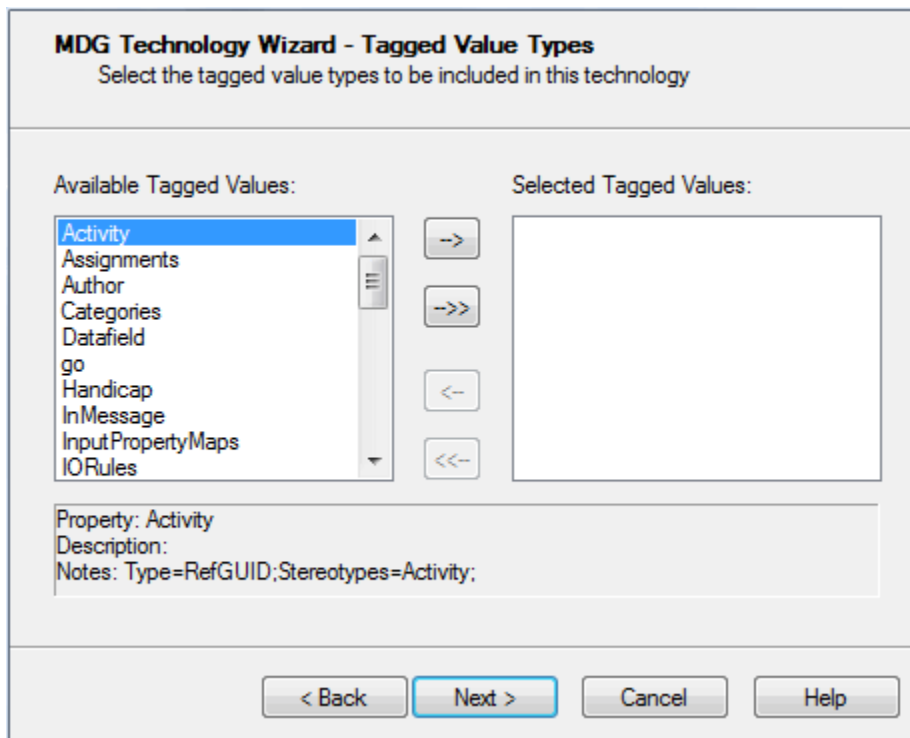 MDG Technology Wizard - Tagged Value Types
Select the tagged value types to be included in this technology
Available Tagged Values:
Selected Tagged Values:
Activity
Assignments
Author
Categories
Datafield
go
Handicap
InMessage
InputPropertyMaps
IORules
-->
-->>
<--
<<--
Property: Activity
Description:
Notes: Type=RefGUID;Stereotypes=Activity;
< Back
Next >
Cancel
Help